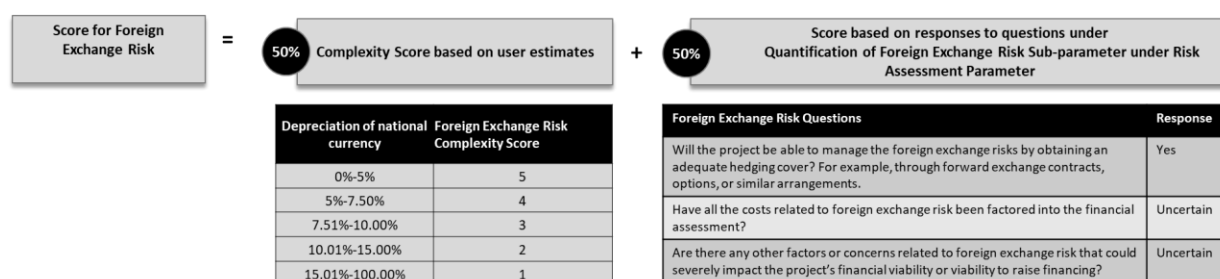 Score for Foreign
Exchange Risk
=
50%
Complexity Score based on user estimates
+
50%
Score based on responses to questions under
Quantification of Foreign Exchange Risk Sub-parameter under Risk
Assessment Parameter
Depreciation of national currency | Foreign Exchange Risk Complexity Score
0%-5% 5
5%-7.50% 4
7.51%-10.00% 3
10.01%-15.00% 2
15.01%-100.00% 1
Foreign Exchange Risk Questions Response
Will the project be able to manage the foreign exchange risks by obtaining an Yes
adequate hedging cover? For example, through forward exchange contracts,
options, or similar arrangements.
Have all the costs related to foreign exchange risk been factored into the financial Uncertain
assessment?
Are there any other factors or concerns related to foreign exchange risk that could Uncertain
severely impact the project's financial viability or viability to raise financing?